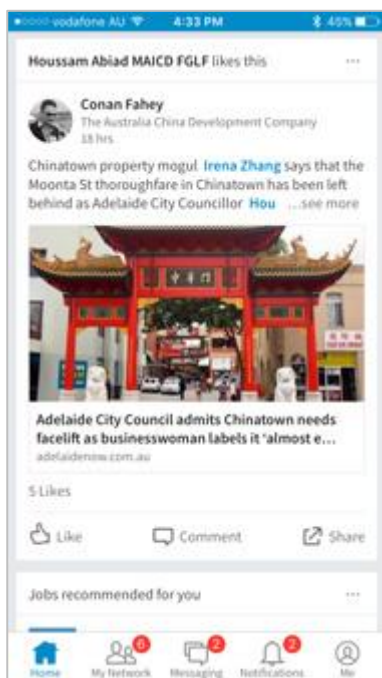 vodafone AU 4:33 PM 45%
Houssam Abiad MAICD FGLF likes this
Conan Fahey
The Australia China Development Company
18 hrs
Chinatown property mogul Irena Zhang says that the
Moonta St thoroughfare in Chinatown has been left
behind as Adelaide City Councillor Hou ...see more
Adelaide City Council admits Chinatown needs
facelift as businesswoman labels it 'almost e...
adelaidenow.com.au
5 Likes
Like Comment Share
Jobs recommended for you
6 2 2
Home My Network Messaging Notifications Me